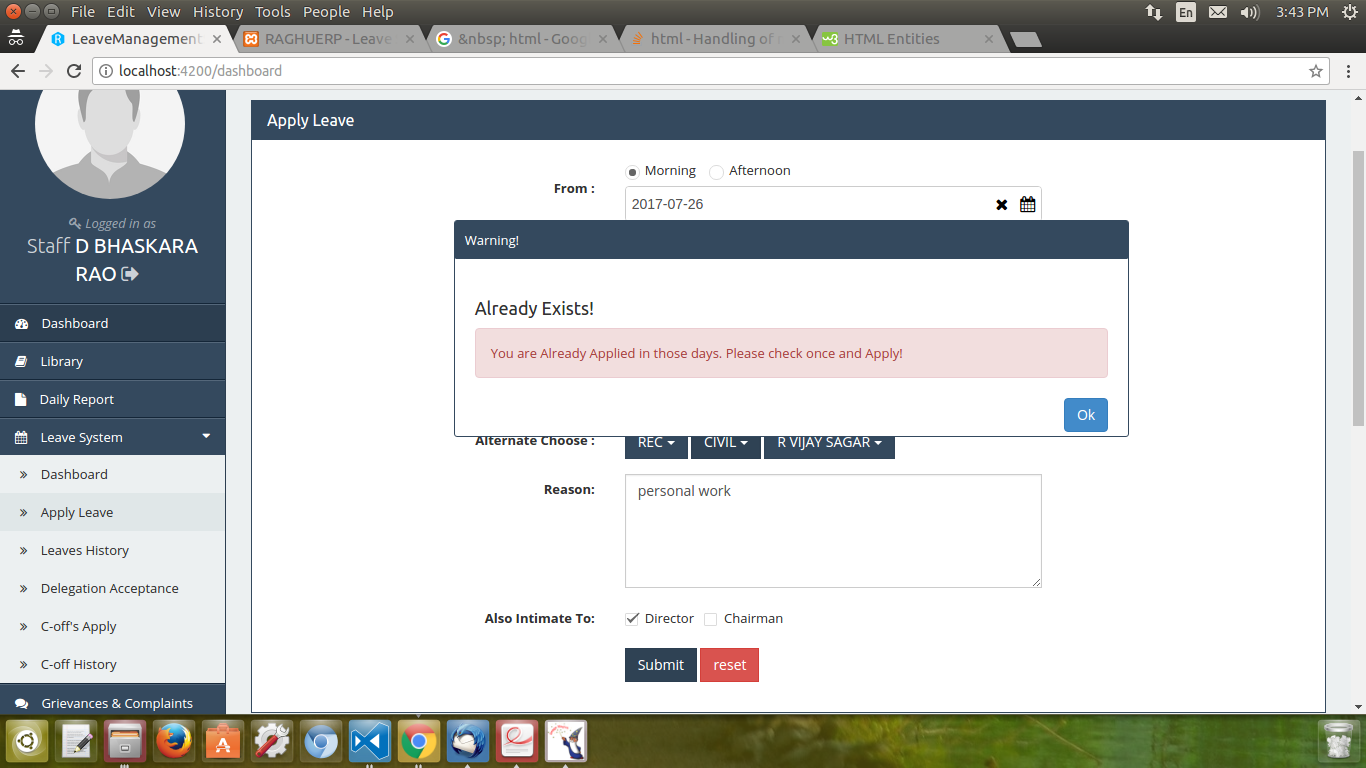 File Edit View History Tools People Help
En
3:43 PM
LeaveManagement
RAGHUERP - Leave
&nbsp; html - Goog
html - Handling of
HTML Entities
localhost:4200/dashboard
Logged in as
Staff D BHASKARA
RAO
Dashboard
Library
Daily Report
Leave System
Dashboard
Apply Leave
Leaves History
Delegation Acceptance
C-off's Apply
C-off History
Grievances & Complaints
Apply Leave
Morning Afternoon
From :
2017-07-26
Warning!
Already Exists!
You are Already Applied in those days. Please check once and Apply!
Ok
Alternate Choose :
REC CIVIL R VIJAY SAGAR
Reason:
personal work
Also Intimate To:
Director Chairman
Submit reset